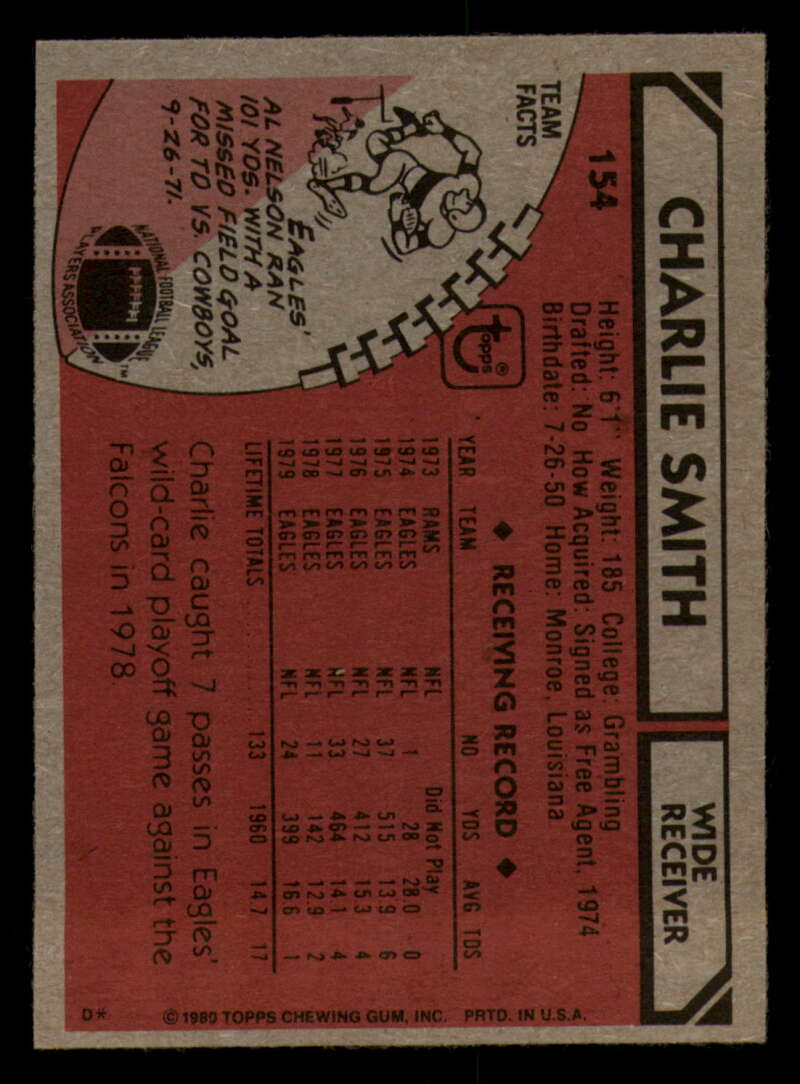 CHARLIE SMITH
WIDE
RECEIVER
154
Height: 6'1" Weight: 185 College: Grambling
Drafted: No How Acquired: Signed as Free Agent, 1974
Birthdate: 7-26-50 Home: Monroe, Louisiana
TEAM
FACTS
EAGLES'
AL NELSON RAN
101 YDS. WITH A
MISSED FIELD GOAL
FOR TD VS. COWBOYS,
9-26-71.
NATIONAL FOOTBALL LEAGUE
PLAYERS ASSOCIATION
TM
topps®
◆ RECEIVING RECORD ◆
YEAR TEAM NO YDS AVG TDS
1973 RAMS NFL Did Not Play
1974 EAGLES NFL 1 28 28.0 0
1975 EAGLES NFL 37 515 13.9 6
1976 EAGLES NFL 27 412 15.3 4
1977 EAGLES NFL 33 464 14.1 4
1978 EAGLES NFL 11 142 12.9 2
1979 EAGLES NFL 24 399 16.6 1
LIFETIME TOTALS 133 1960 14.7 17
Charlie caught 7 passes in Eagles'
wild-card playoff game against the
Falcons in 1978
D* © 1980 TOPPS CHEWING GUM, INC. PRTD. IN U.S.A.